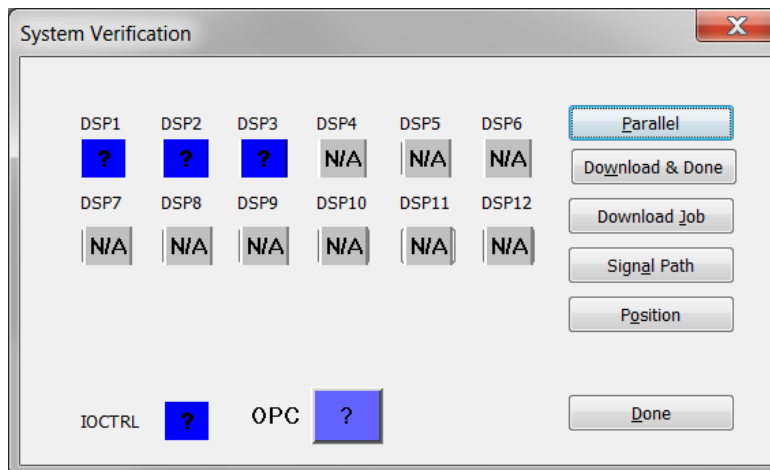 System Verification
DSP1 DSP2 DSP3 DSP4 DSP5 DSP6
? ? ? N/A N/A N/A
DSP7 DSP8 DSP9 DSP10 DSP11 DSP12
N/A N/A N/A N/A N/A N/A
Parallel
Download & Done
Download Job
Signal Path
Position
IOCTRL ? OPC ?
Done